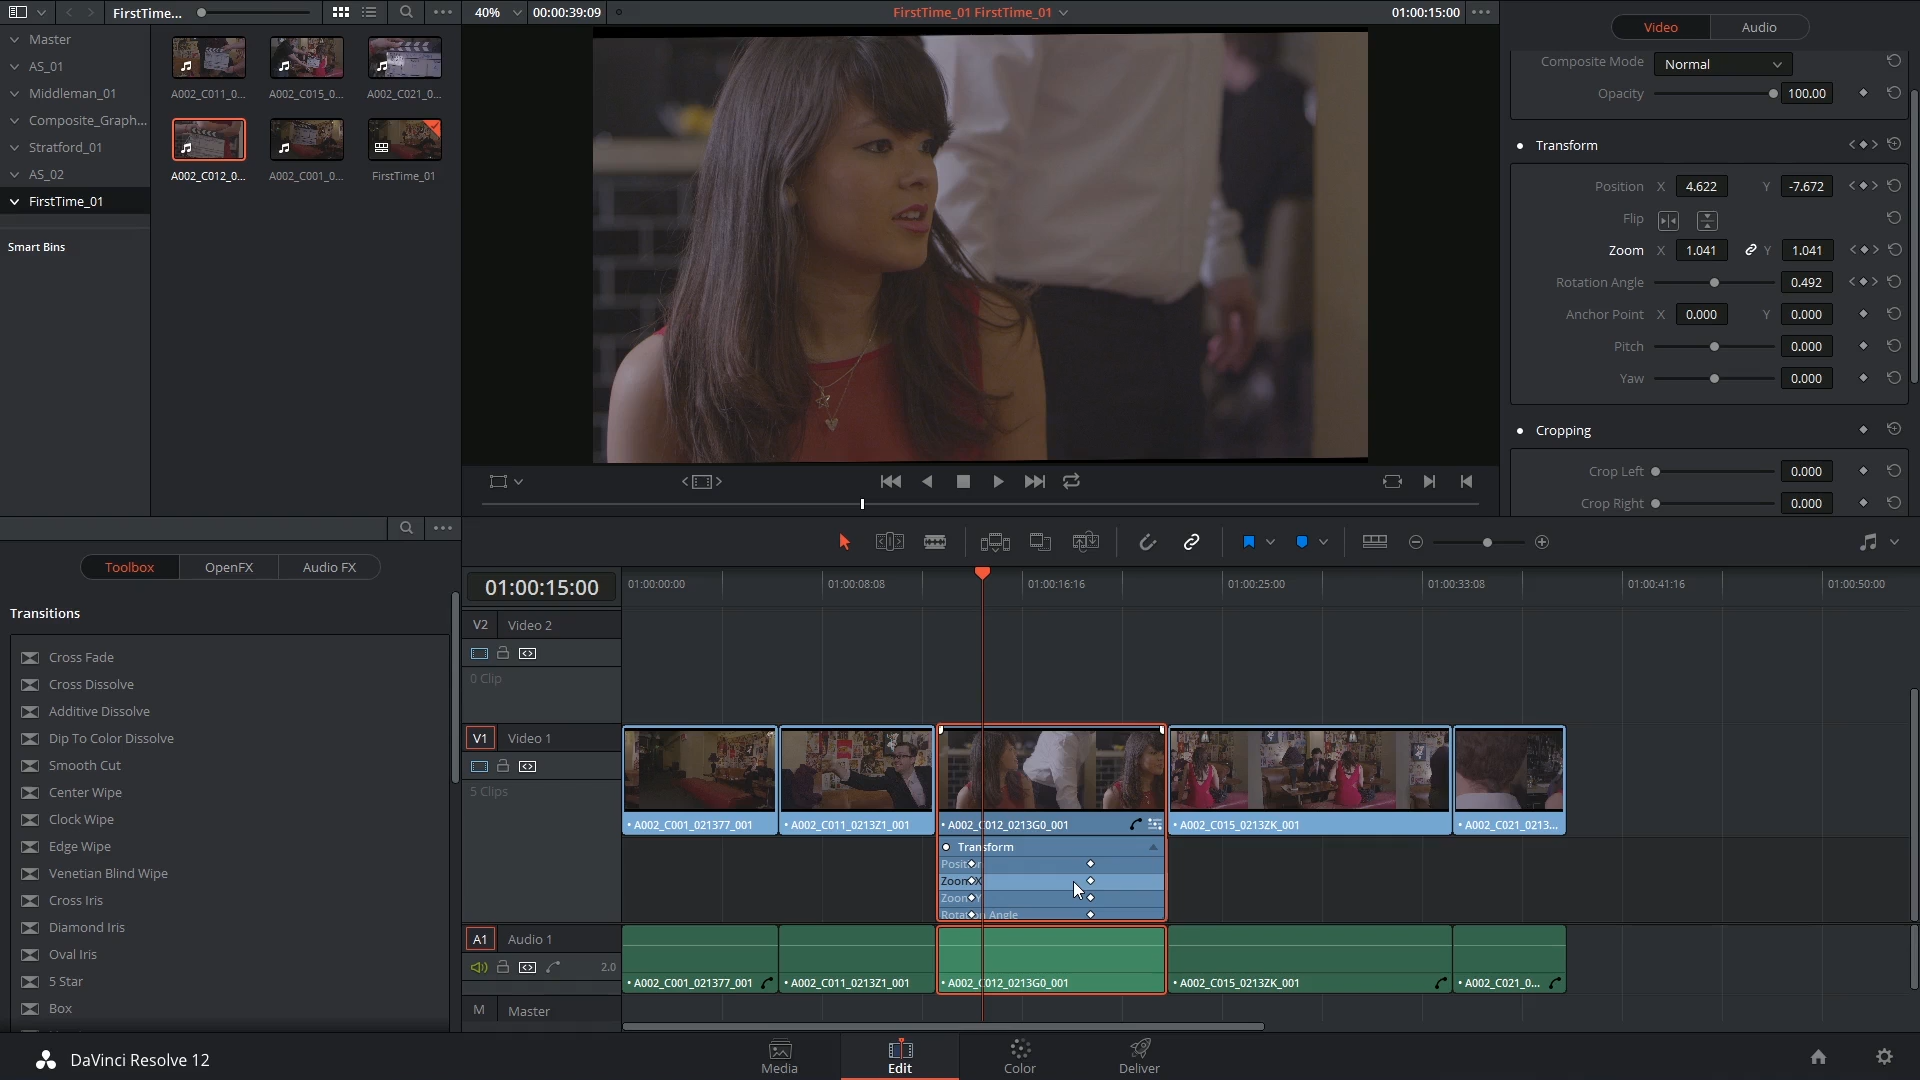 FirstTime...
40%
00:00:39:09
FirstTime_01 FirstTime_01
01:00:15:00
Video
Audio
Master
AS_01
Middleman_01
Composite_Graph...
Stratford_01
AS_02
FirstTime_01
Smart Bins
A002_C011_0...
A002_C015_0...
A002_C021_0...
A002_C012_0...
A002_C001_0...
FirstTime_01
Composite Mode
Normal
Opacity
100.00
Transform
Position X 4.622 Y -7.672
Flip
Zoom X 1.041 Y 1.041
Rotation Angle 0.492
Anchor Point X 0.000 Y 0.000
Pitch 0.000
Yaw 0.000
Cropping
Crop Left 0.000
Crop Right 0.000
Toolbox
OpenFX
Audio FX
Transitions
Cross Fade
Cross Dissolve
Additive Dissolve
Dip To Color Dissolve
Smooth Cut
Center Wipe
Clock Wipe
Edge Wipe
Venetian Blind Wipe
Cross Iris
Diamond Iris
Oval Iris
5 Star
Box
01:00:15:00
01:00:00:00
01:00:08:08
01:00:16:16
01:00:25:00
01:00:33:08
01:00:41:16
01:00:50:00
V2 Video 2
0 Clip
V1 Video 1
5 Clips
• A002_C001_021377_001
• A002_C011_0213Z1_001
• A002_C012_0213G0_001
• A002_C015_0213ZK_001
• A002_C021_0213...
Transform
Zoom X
Zoom
Rotation Angle
A1 Audio 1
2.0
• A002_C001_021377_001
• A002_C011_0213Z1_001
• A002_C012_0213G0_001
• A002_C015_0213ZK_001
• A002_C021_0...
M Master
DaVinci Resolve 12
Media
Edit
Color
Deliver